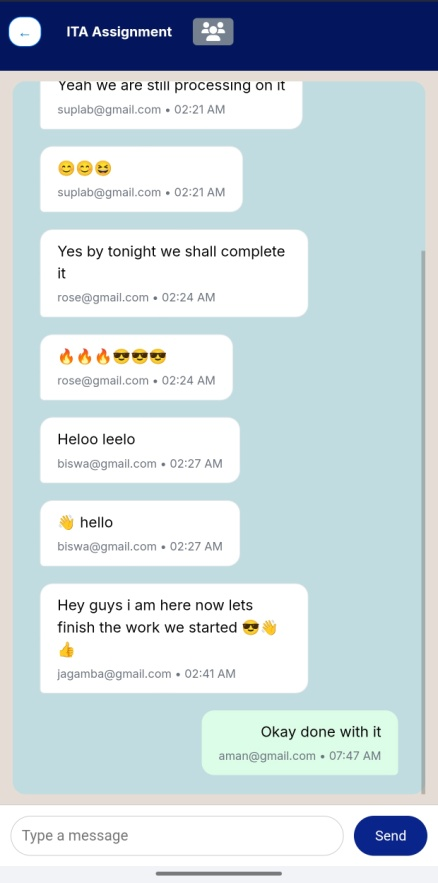 ITA Assignment
Yeah we are still processing on it
suplab@gmail.com • 02:21 AM
😊😊😆
suplab@gmail.com • 02:21 AM
Yes by tonight we shall complete
it
rose@gmail.com • 02:24 AM
🔥🔥🔥😎😎😎
rose@gmail.com • 02:24 AM
Heloo leelo
biswa@gmail.com • 02:27 AM
👋 hello
biswa@gmail.com • 02:27 AM
Hey guys i am here now lets
finish the work we started 😎👋
👍
jagamba@gmail.com • 02:41 AM
Okay done with it
aman@gmail.com • 07:47 AM
Type a message
Send